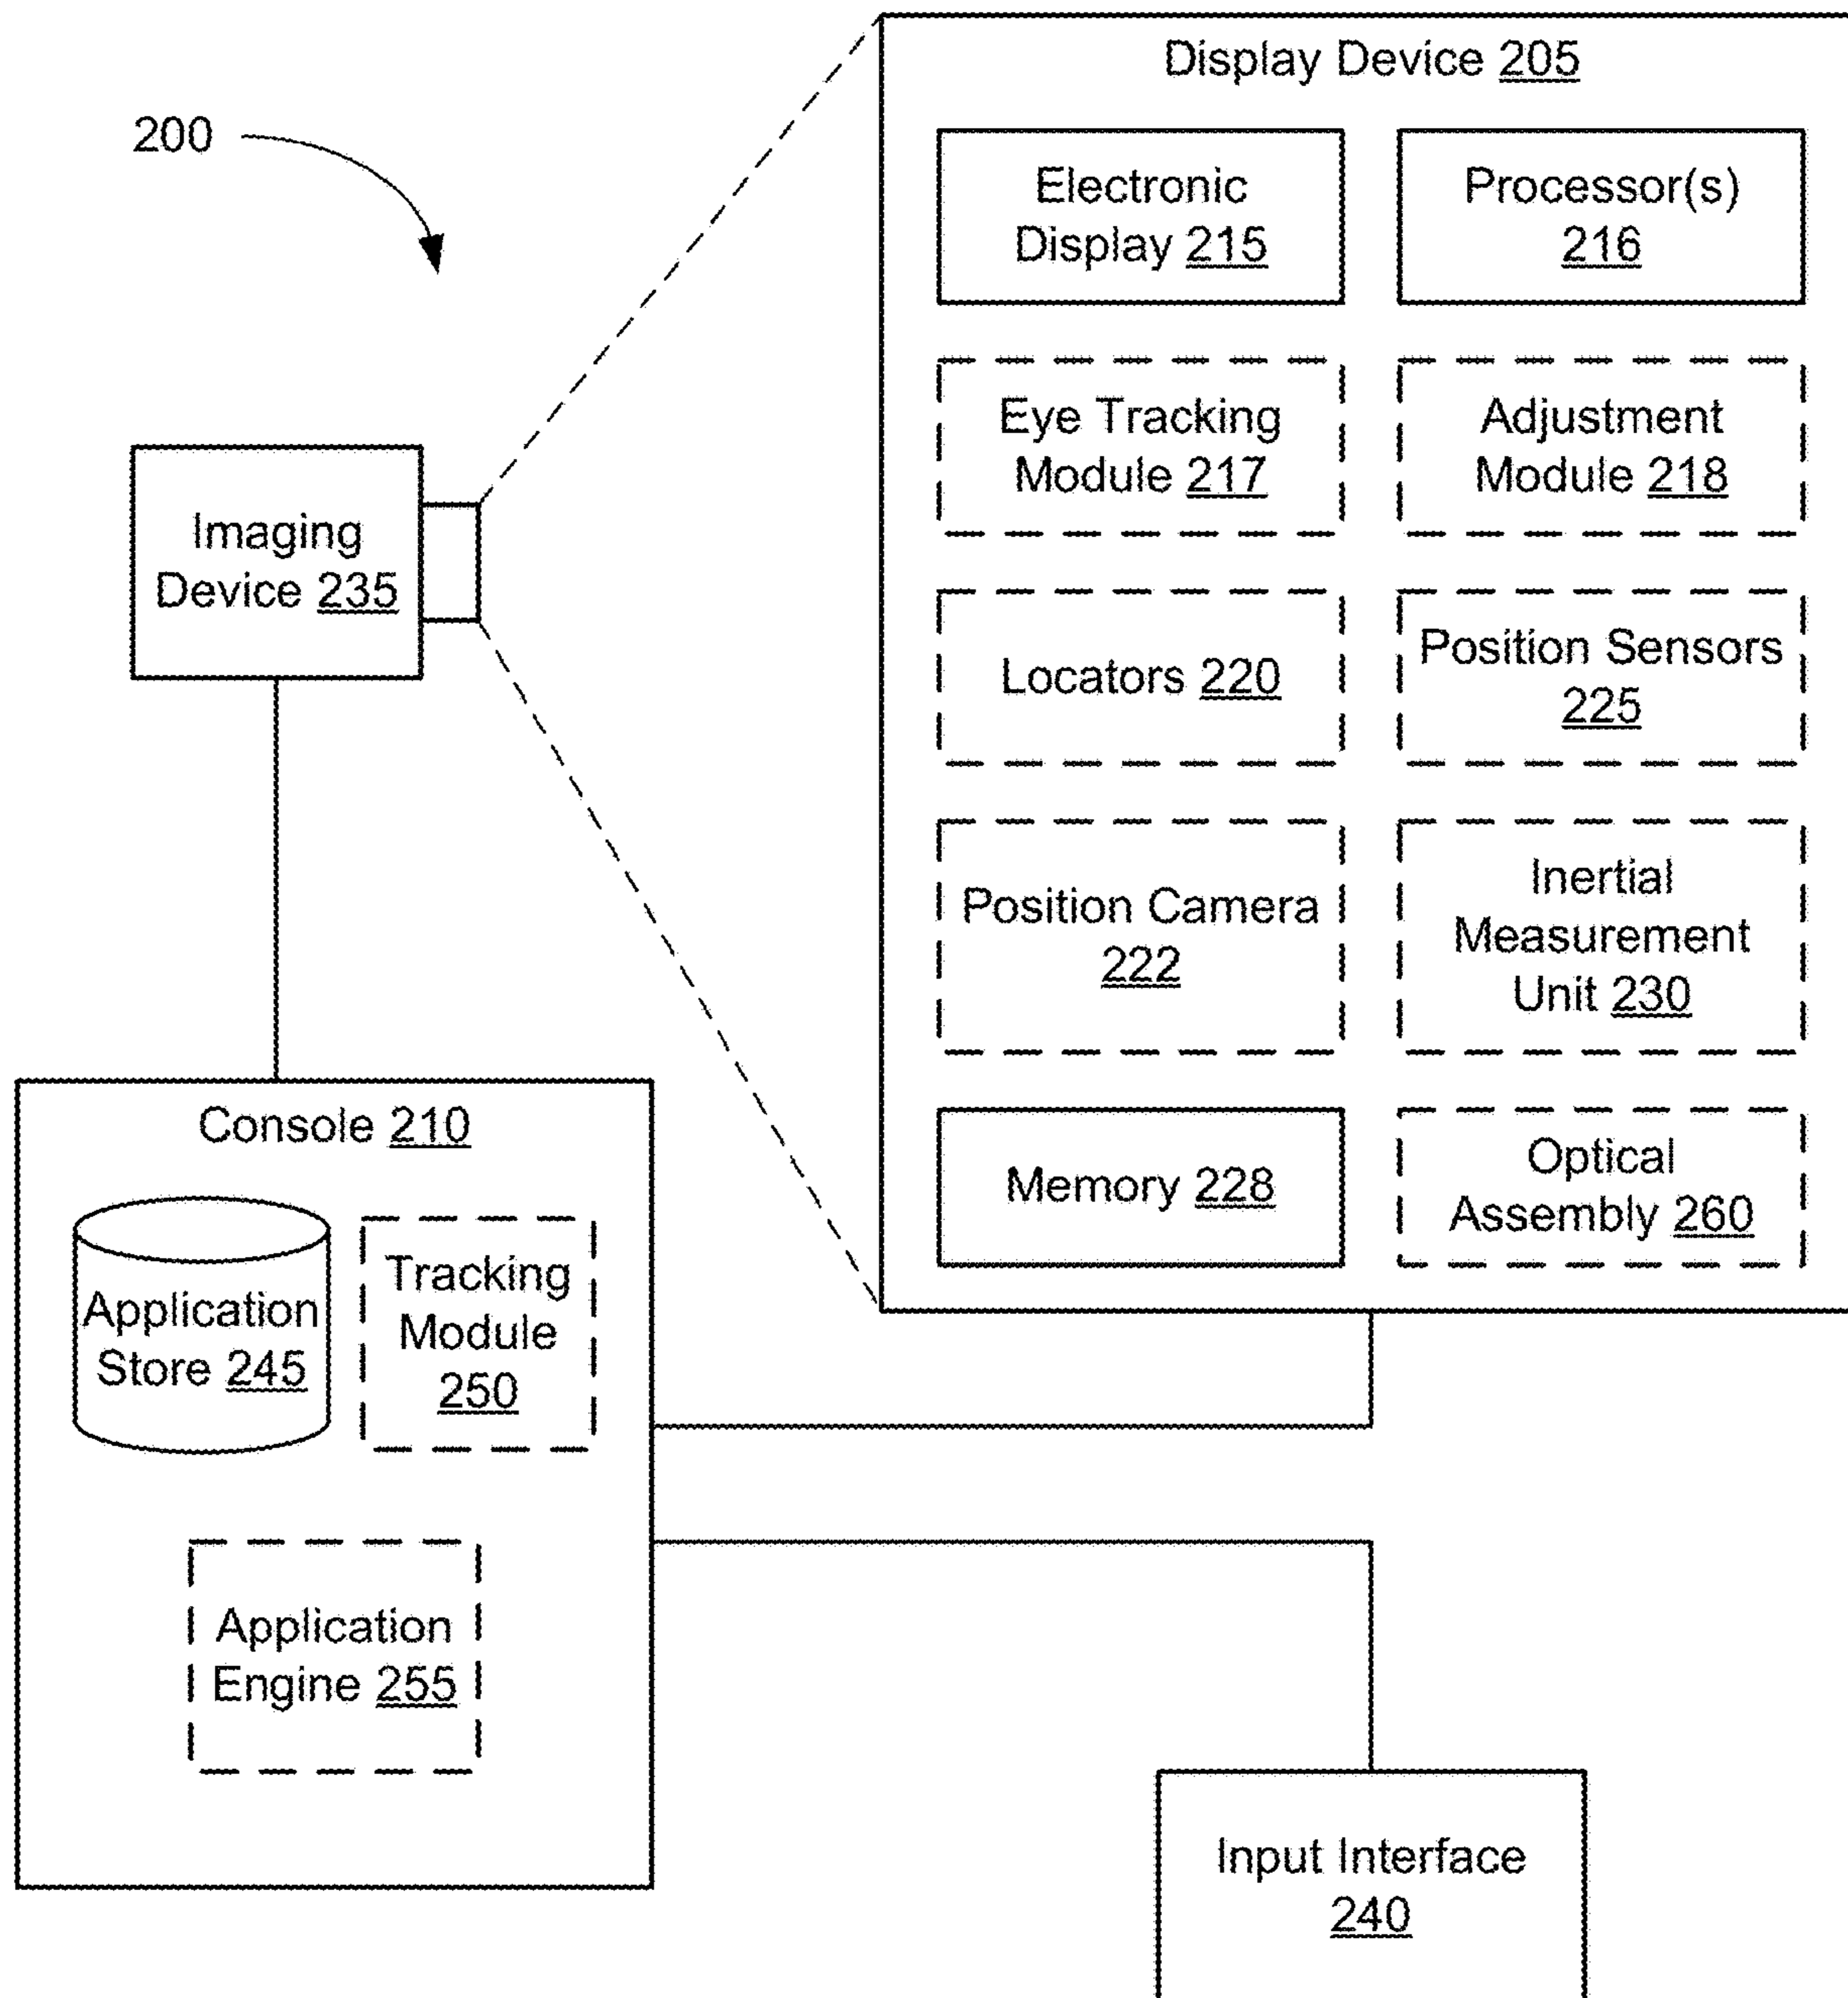 Display Device 205
200
Electronic
Display 215
Processor(s)
216
Eye Tracking
Module 217
Adjustment
Module 218
Imaging
Device 235
Locators 220
Position Sensors
225
Position Camera
222
Inertial
Measurement
Unit 230
Memory 228
Optical
Assembly 260
Console 210
Application
Store 245
Tracking
Module
250
Application
Engine 255
Input Interface
240